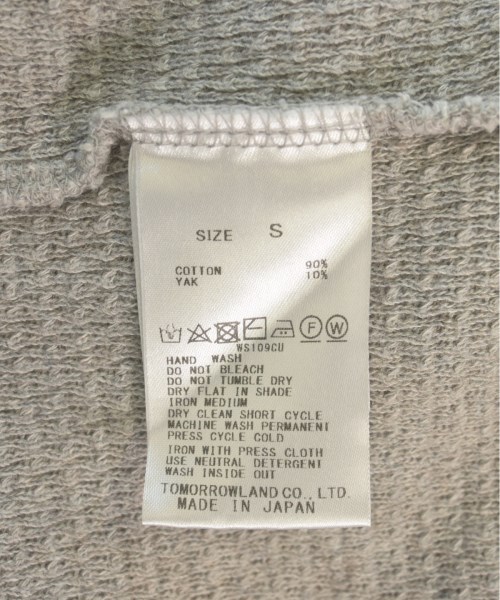 SIZE S
COTTON 90%
YAK 10%
F W
WS109CU
HAND WASH
DO NOT BLEACH
DO NOT TUMBLE DRY
DRY FLAT IN SHADE
IRON MEDIUM
DRY CLEAN SHORT CYCLE
MACHINE WASH PERMANENT
PRESS CYCLE COLD
IRON WITH PRESS CLOTH
USE NEUTRAL DETERGENT
WASH INSIDE OUT
TOMORROWLAND CO., LTD.
MADE IN JAPAN